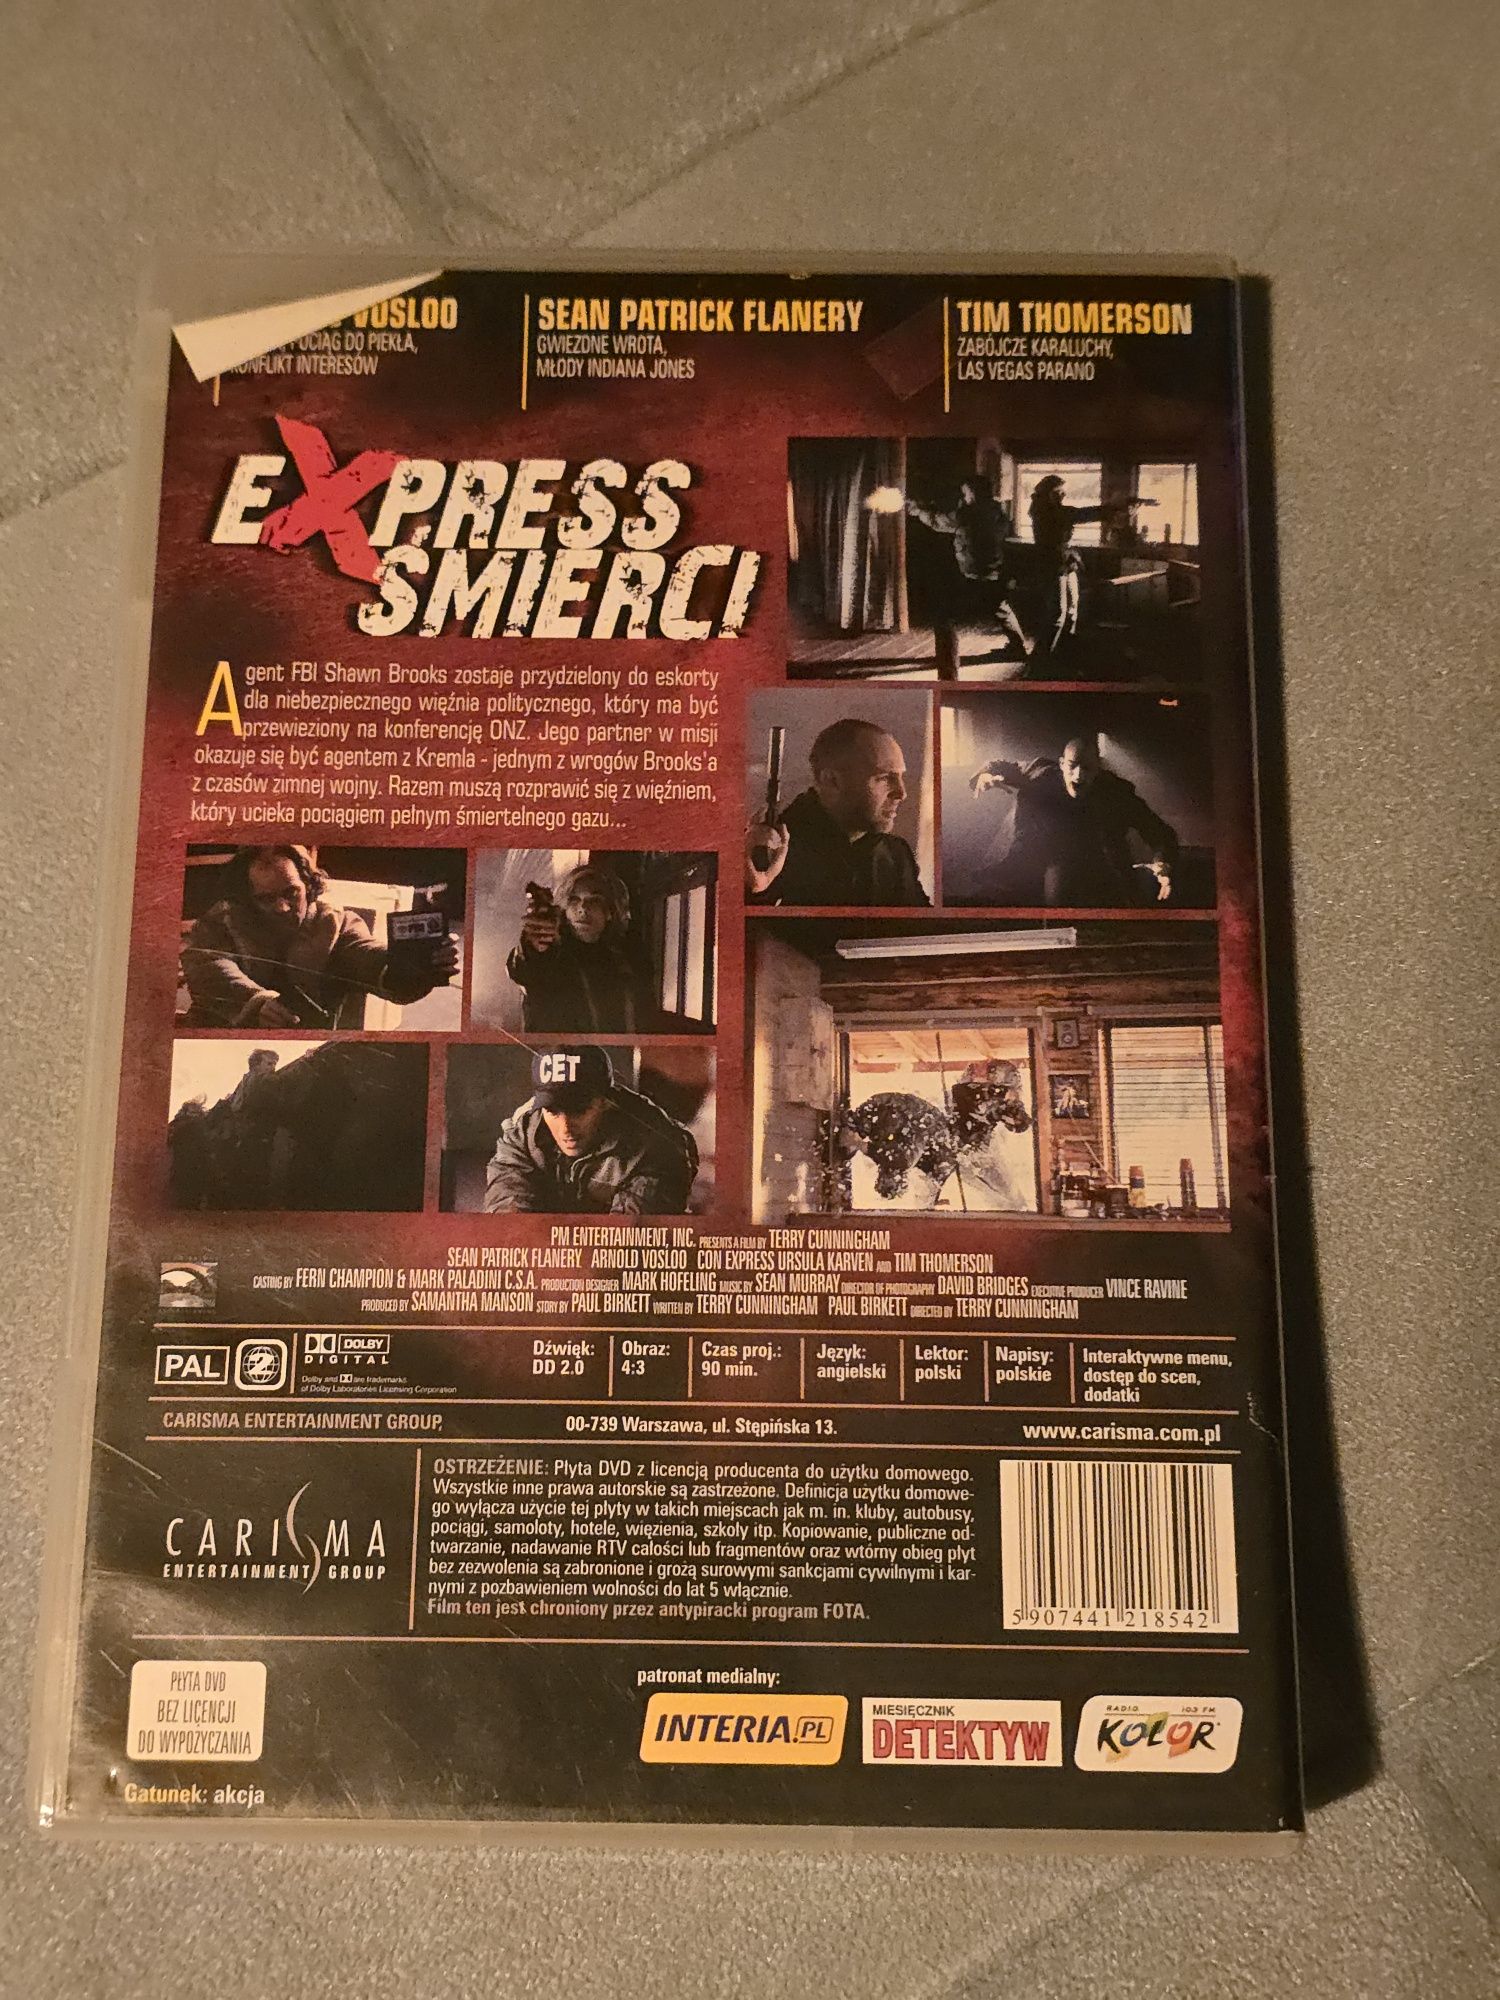 VOSLOO
POCIĄG DO PIEKŁA,
KONFLIKT INTERESÓW
SEAN PATRICK FLANERY
GWIEZDNE WROTA,
MŁODY INDIANA JONES
TIM THOMERSON
ZABÓJCZE KARALUCHY,
LAS VEGAS PARANO
EXPRESS
ŚMIERCI
Agent FBI Shawn Brooks zostaje przydzielony do eskorty
dla niebezpiecznego więźnia politycznego, który ma być
przewieziony na konferencję ONZ. Jego partner w misji
okazuje się być agentem z Kremla - jednym z wrogów Brooks'a
z czasów zimnej wojny. Razem muszą rozprawić się z więźniem,
który ucieka pociągiem pełnym śmiertelnego gazu...
CET
PM ENTERTAINMENT, INC. PRESENTS A FILM BY TERRY CUNNINGHAM
SEAN PATRICK FLANERY ARNOLD VOSLOO CON EXPRESS URSULA KARVEN AND TIM THOMERSON
CASTING BY FERN CHAMPION & MARK PALADINI C.S.A. PRODUCTION DESIGNER MARK HOFELING MUSIC BY SEAN MURRAY DIRECTOR OF PHOTOGRAPHY DAVID BRIDGES EXECUTIVE PRODUCER VINCE RAVINE
PRODUCED BY SAMANTHA MANSON STORY BY PAUL BIRKETT WRITTEN BY TERRY CUNNINGHAM PAUL BIRKETT DIRECTED BY TERRY CUNNINGHAM
PAL
2
DOLBY
DIGITAL
Dolby and are trademarks
of Dolby Laboratories Licensing Corporation
Dźwięk:
DD 2.0
Obraz:
4:3
Czas proj.:
90 min.
Język:
angielski
Lektor:
polski
Napisy:
polskie
Interaktywne menu,
dostęp do scen,
dodatki
CARISMA ENTERTAINMENT GROUP, 00-739 Warszawa, ul. Stępińska 13. www.carisma.com.pl
CARISMA
ENTERTAINMENT GROUP
OSTRZEŻENIE: Płyta DVD z licencją producenta do użytku domowego.
Wszystkie inne prawa autorskie są zastrzeżone. Definicja użytku domowe-
go wyłącza użycie tej płyty w takich miejscach jak m. in. kluby, autobusy,
pociągi, samoloty, hotele, więzienia, szkoły itp. Kopiowanie, publiczne od-
twarzanie, nadawanie RTV całości lub fragmentów oraz wtórny obieg płyt
bez zezwolenia są zabronione i grożą surowymi sankcjami cywilnymi i kar-
nymi z pozbawieniem wolności do lat 5 włącznie.
Film ten jest chroniony przez antypiracki program FOTA.
5 907441 218542
PŁYTA DVD
BEZ LICENCJI
DO WYPOŻYCZANIA
patronat medialny:
INTERIA.PL
MIESIĘCZNIK
DETEKTYW
RADIO 103 FM
KOLOR
Gatunek: akcja